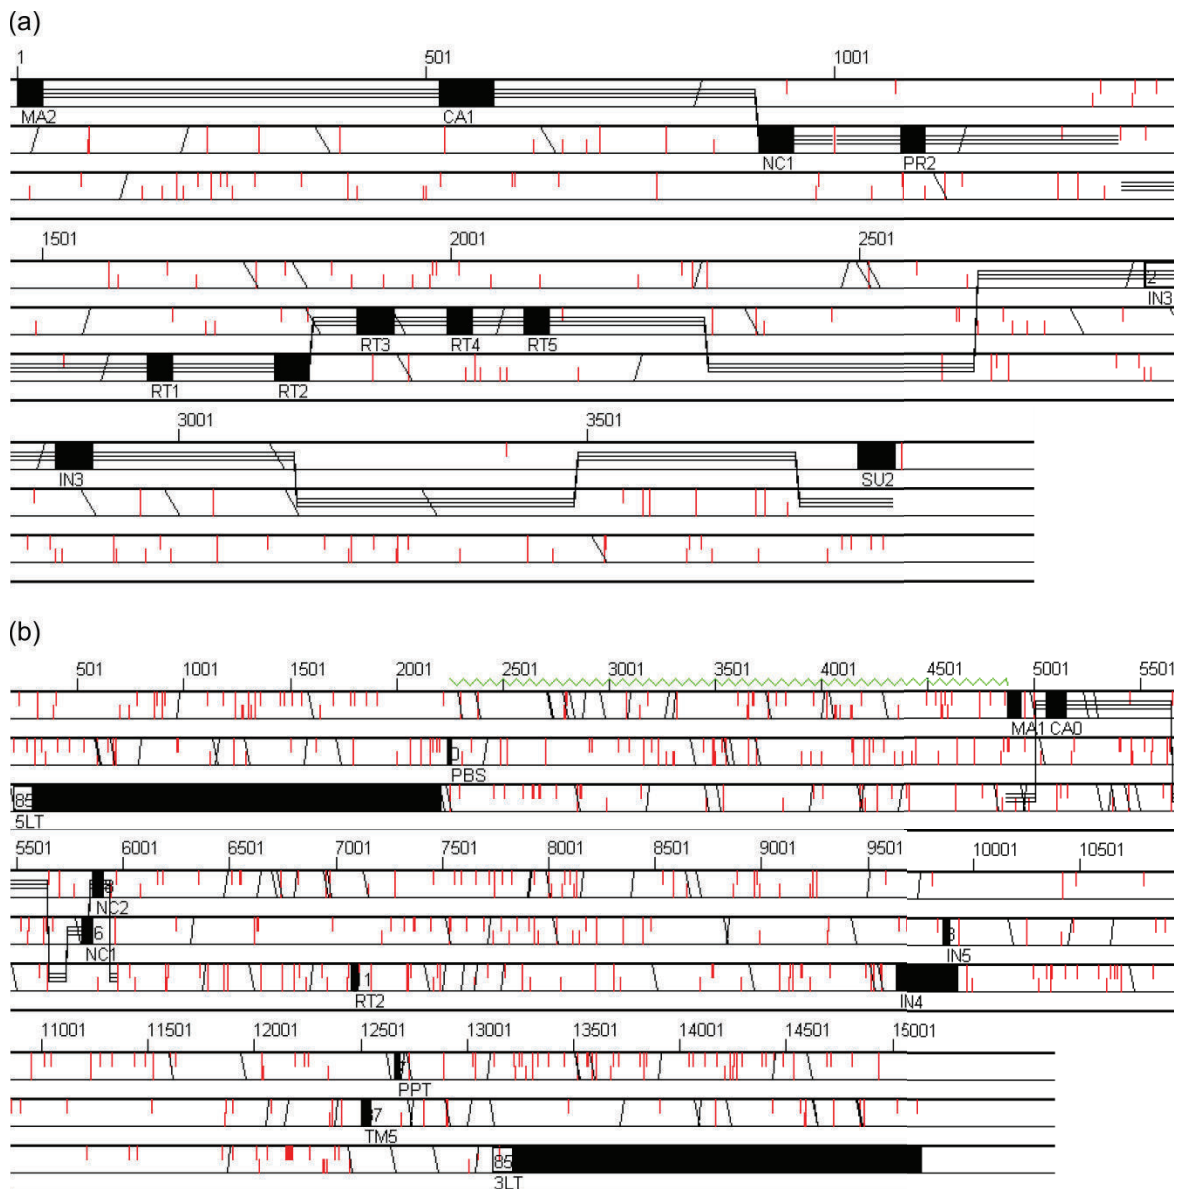 (a)
1 501 1001
MA2 CA1
NC1 PR2
1501 2001 2501
2
IN3
RT3 RT4 RT5
RT1 RT2
3001 3501
IN3 SU2
(b)
501 1001 1501 2001 2501 3001 3501 4001 4501 5001 5501
MA1 CA0
0
PBS
85
5LT
5501 6001 6501 7001 7501 8001 8501 9001 9501 10001 10501
NC2
6
NC1
IN5
1
RT2 IN4
11001 11501 12001 12501 13001 13501 14001 14501 15001
PPT
37
TM5
85
3LT